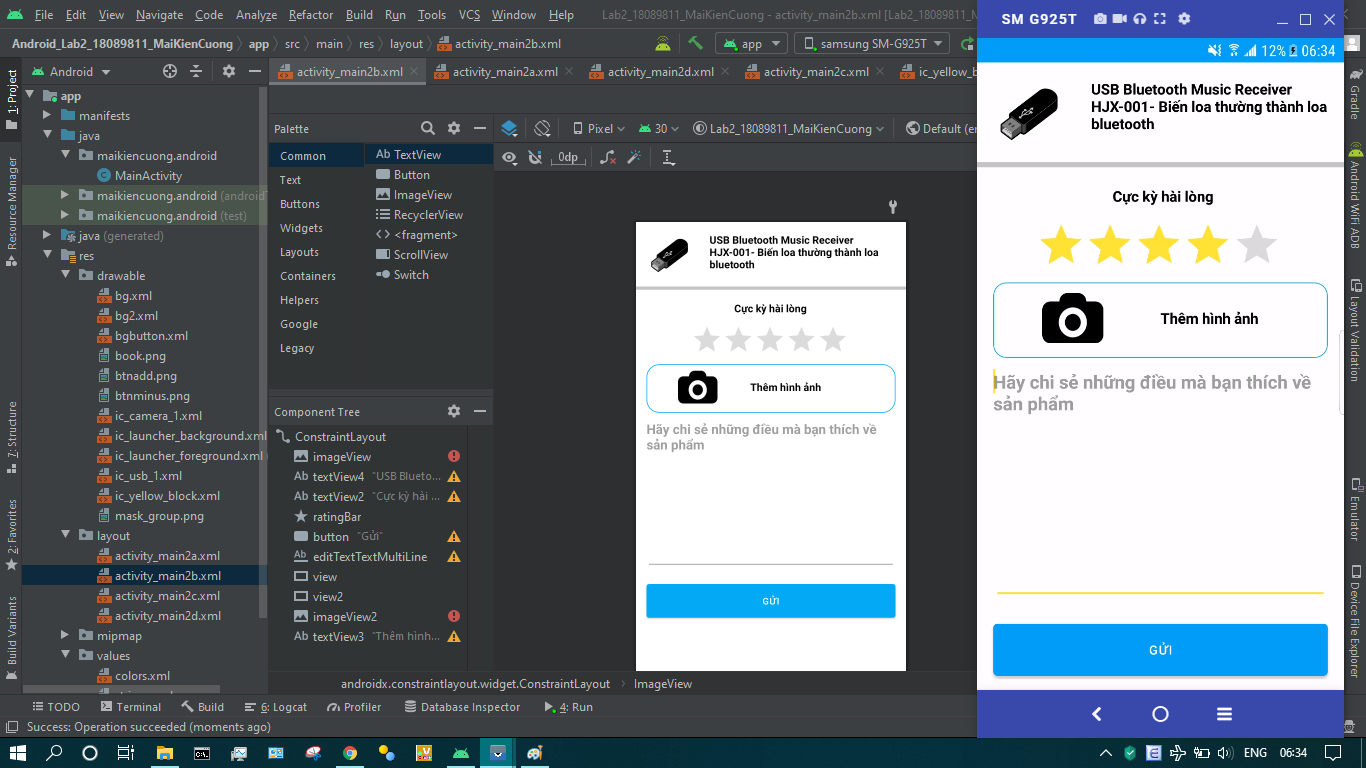 File Edit View Navigate Code Analyze Refactor Build Run Tools VCS Window Help Lab2_18089811_MaiKienCuong - activity_main2b.xml [Lab2_18089811_
Android_Lab2_18089811_MaiKienCuong app src main res layout activity_main2b.xml
app samsung SM-G925T
Android
activity_main2b.xml activity_main2a.xml activity_main2d.xml activity_main2c.xml ic_yellow_b
1: Project
Resource Manager
7: Structure
2: Favorites
Build Variants
app
manifests
java
maikiencuong.android
MainActivity
maikiencuong.android (android
maikiencuong.android (test)
java (generated)
res
drawable
bg.xml
bg2.xml
bgbutton.xml
book.png
btnadd.png
btnminus.png
ic_camera_1.xml
ic_launcher_background.xml
ic_launcher_foreground.xml
ic_usb_1.xml
ic_yellow_block.xml
mask_group.png
layout
activity_main2a.xml
activity_main2b.xml
activity_main2c.xml
activity_main2d.xml
mipmap
values
colors.xml
Palette
Common
Text
Buttons
Widgets
Layouts
Containers
Helpers
Google
Legacy
Ab TextView
Button
ImageView
RecyclerView
<fragment>
ScrollView
Switch
Component Tree
ConstraintLayout
imageView
Ab textView4 "USB Blueto...
Ab textView2 "Cực kỳ hài ...
ratingBar
button "Gửi"
Ab editTextTextMultiLine
view
view2
imageView2
Ab textView3 "Thêm hình...
Pixel 30 Lab2_18089811_MaiKienCuong Default (en
0dp
USB Bluetooth Music Receiver
HJX-001- Biến loa thường thành loa
bluetooth
Cực kỳ hài lòng
Thêm hình ảnh
Hãy chi sẻ những điều mà bạn thích về
sản phẩm
GỬI
androidx.constraintlayout.widget.ConstraintLayout ImageView
SM G925T
12% 06:34
USB Bluetooth Music Receiver
HJX-001- Biến loa thường thành loa
bluetooth
Cực kỳ hài lòng
Thêm hình ảnh
Hãy chi sẻ những điều mà bạn thích về
sản phẩm
GỬI
Gradle
Android WiFi ADB
Layout Validation
Emulator
Device File Explorer
TODO Terminal Build 6: Logcat Profiler Database Inspector 4: Run
Success: Operation succeeded (moments ago)
ENG 06:34